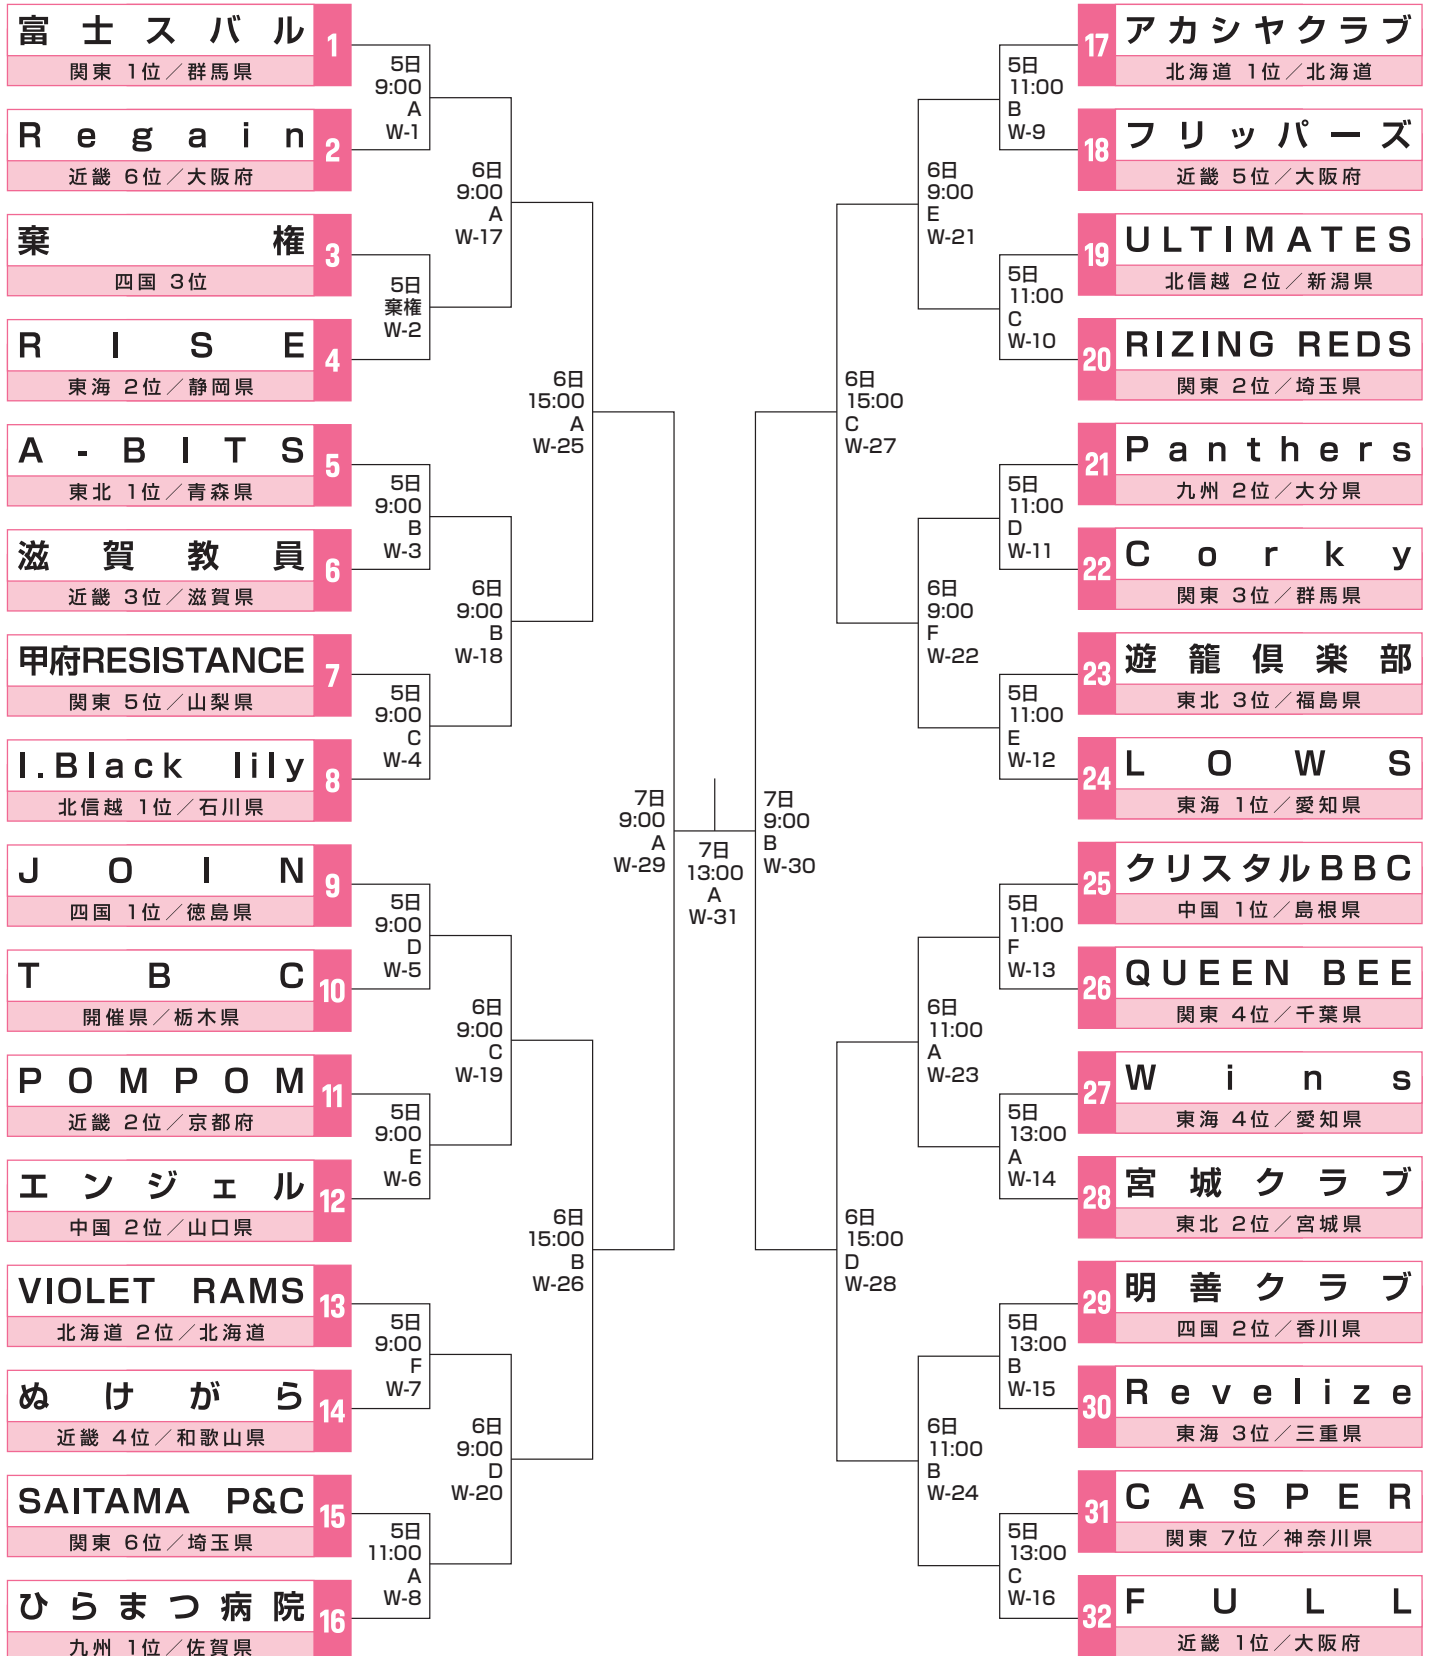 富士スバル
1
関東 1位／群馬県
Regain
2
近畿 6位／大阪府
棄権
3
四国 3位
RISE
4
東海 2位／静岡県
A-BITS
5
東北 1位／青森県
滋賀教員
6
近畿 3位／滋賀県
甲府RESISTANCE
7
関東 5位／山梨県
I.Black lily
8
北信越 1位／石川県
JOIN
9
四国 1位／徳島県
TBC
10
開催県／栃木県
POMPOM
11
近畿 2位／京都府
エンジェル
12
中国 2位／山口県
VIOLET RAMS
13
北海道 2位／北海道
ぬけがら
14
近畿 4位／和歌山県
SAITAMA P&C
15
関東 6位／埼玉県
ひらまつ病院
16
九州 1位／佐賀県
5日
9:00
A
W-1
5日
棄権
W-2
5日
9:00
B
W-3
5日
9:00
C
W-4
5日
9:00
D
W-5
5日
9:00
E
W-6
5日
9:00
F
W-7
5日
11:00
A
W-8
6日
9:00
A
W-17
6日
9:00
B
W-18
6日
9:00
C
W-19
6日
9:00
D
W-20
6日
15:00
A
W-25
6日
15:00
B
W-26
7日
9:00
A
W-29
7日
13:00
A
W-31
7日
9:00
B
W-30
6日
15:00
C
W-27
6日
15:00
D
W-28
6日
9:00
E
W-21
6日
9:00
F
W-22
6日
11:00
A
W-23
6日
11:00
B
W-24
5日
11:00
B
W-9
5日
11:00
C
W-10
5日
11:00
D
W-11
5日
11:00
E
W-12
5日
11:00
F
W-13
5日
13:00
A
W-14
5日
13:00
B
W-15
5日
13:00
C
W-16
17
アカシヤクラブ
北海道 1位／北海道
18
フリッパーズ
近畿 5位／大阪府
19
ULTIMATES
北信越 2位／新潟県
20
RIZING REDS
関東 2位／埼玉県
21
Panthers
九州 2位／大分県
22
Corky
関東 3位／群馬県
23
遊籠倶楽部
東北 3位／福島県
24
LOWS
東海 1位／愛知県
25
クリスタルBBC
中国 1位／島根県
26
QUEEN BEE
関東 4位／千葉県
27
Wins
東海 4位／愛知県
28
宮城クラブ
東北 2位／宮城県
29
明善クラブ
四国 2位／香川県
30
Revelize
東海 3位／三重県
31
CASPER
関東 7位／神奈川県
32
FULL
近畿 1位／大阪府